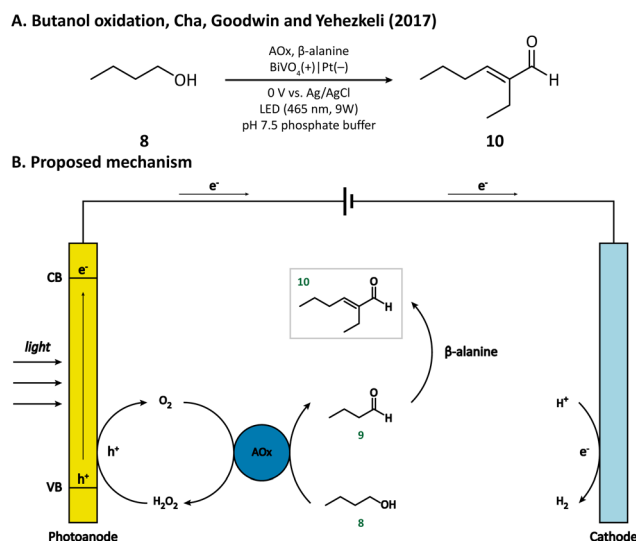 A. Butanol oxidation, Cha, Goodwin and Yehezkeli (2017)
OH
8
AOx, β-alanine
BiVO₄(+)|Pt(−)
0 V vs. Ag/AgCl
LED (465 nm, 9W)
pH 7.5 phosphate buffer
O
H
10
B. Proposed mechanism
e⁻
e⁻
CB
e⁻
light
h⁺
VB
h⁺
O₂
H₂O₂
AOx
10
O
H
β-alanine
O
H
9
OH
8
H⁺
e⁻
H₂
Photoanode
Cathode